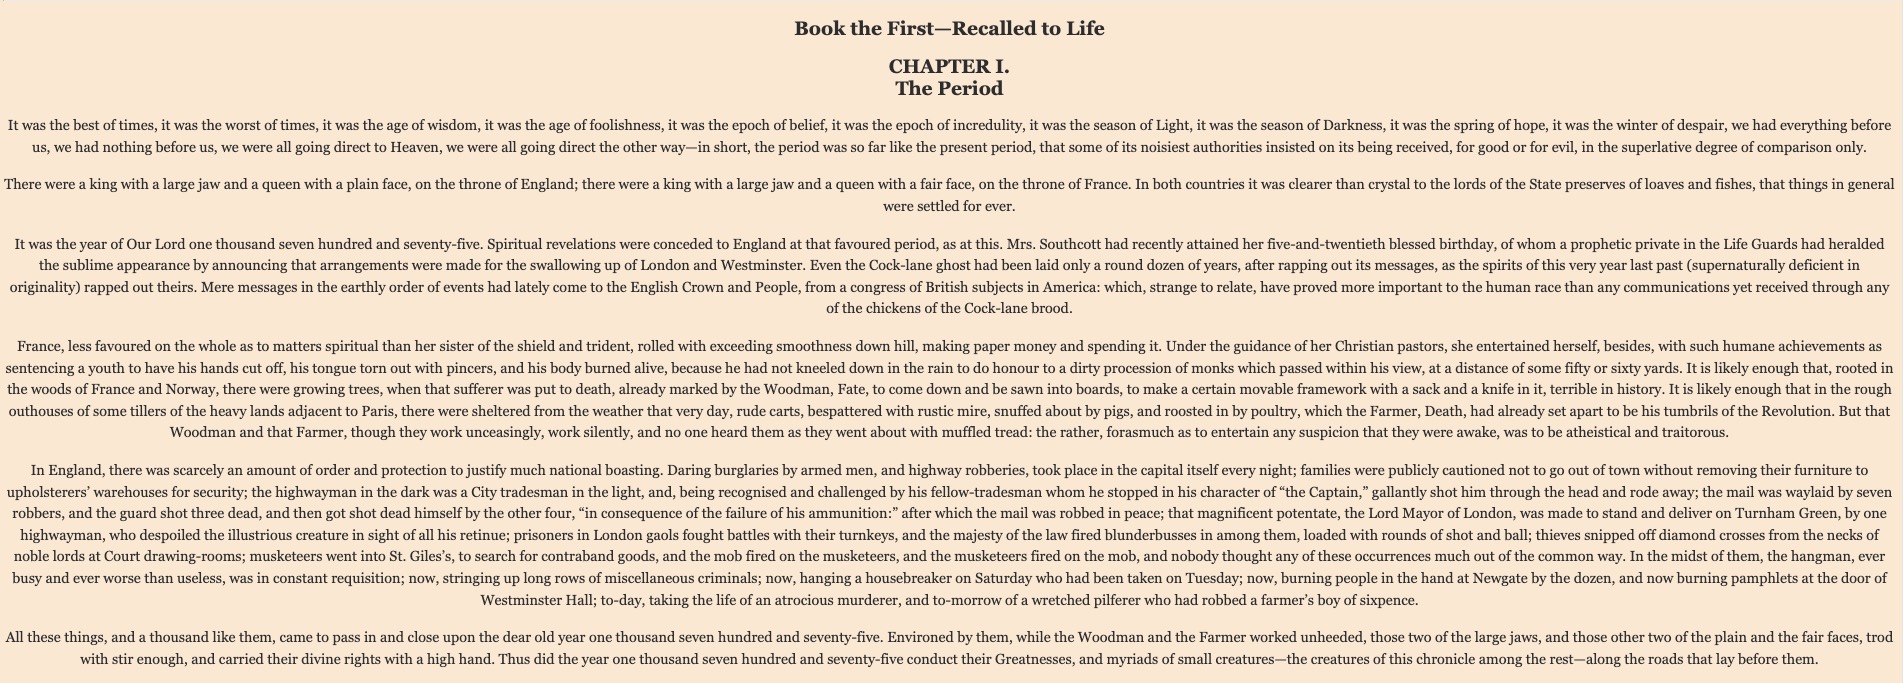 Book the First—Recalled to Life
CHAPTER I.
The Period
It was the best of times, it was the worst of times, it was the age of wisdom, it was the age of foolishness, it was the epoch of belief, it was the epoch of incredulity, it was the season of Light, it was the season of Darkness, it was the spring of hope, it was the winter of despair, we had everything before
us, we had nothing before us, we were all going direct to Heaven, we were all going direct the other way—in short, the period was so far like the present period, that some of its noisiest authorities insisted on its being received, for good or for evil, in the superlative degree of comparison only.
There were a king with a large jaw and a queen with a plain face, on the throne of England; there were a king with a large jaw and a queen with a fair face, on the throne of France. In both countries it was clearer than crystal to the lords of the State preserves of loaves and fishes, that things in general
were settled for ever.
It was the year of Our Lord one thousand seven hundred and seventy-five. Spiritual revelations were conceded to England at that favoured period, as at this. Mrs. Southcott had recently attained her five-and-twentieth blessed birthday, of whom a prophetic private in the Life Guards had heralded
the sublime appearance by announcing that arrangements were made for the swallowing up of London and Westminster. Even the Cock-lane ghost had been laid only a round dozen of years, after rapping out its messages, as the spirits of this very year last past (supernaturally deficient in
originality) rapped out theirs. Mere messages in the earthly order of events had lately come to the English Crown and People, from a congress of British subjects in America: which, strange to relate, have proved more important to the human race than any communications yet received through any
of the chickens of the Cock-lane brood.
France, less favoured on the whole as to matters spiritual than her sister of the shield and trident, rolled with exceeding smoothness down hill, making paper money and spending it. Under the guidance of her Christian pastors, she entertained herself, besides, with such humane achievements as
sentencing a youth to have his hands cut off, his tongue torn out with pincers, and his body burned alive, because he had not kneeled down in the rain to do honour to a dirty procession of monks which passed within his view, at a distance of some fifty or sixty yards. It is likely enough that, rooted in
the woods of France and Norway, there were growing trees, when that sufferer was put to death, already marked by the Woodman, Fate, to come down and be sawn into boards, to make a certain movable framework with a sack and a knife in it, terrible in history. It is likely enough that in the rough
outhouses of some tillers of the heavy lands adjacent to Paris, there were sheltered from the weather that very day, rude carts, bespattered with rustic mire, snuffed about by pigs, and roosted in by poultry, which the Farmer, Death, had already set apart to be his tumbrils of the Revolution. But that
Woodman and that Farmer, though they work unceasingly, work silently, and no one heard them as they went about with muffled tread: the rather, forasmuch as to entertain any suspicion that they were awake, was to be atheistical and traitorous.
In England, there was scarcely an amount of order and protection to justify much national boasting. Daring burglaries by armed men, and highway robberies, took place in the capital itself every night; families were publicly cautioned not to go out of town without removing their furniture to
upholsterers’ warehouses for security; the highwayman in the dark was a City tradesman in the light, and, being recognised and challenged by his fellow-tradesman whom he stopped in his character of “the Captain,” gallantly shot him through the head and rode away; the mail was waylaid by seven
robbers, and the guard shot three dead, and then got shot dead himself by the other four, “in consequence of the failure of his ammunition:” after which the mail was robbed in peace; that magnificent potentate, the Lord Mayor of London, was made to stand and deliver on Turnham Green, by one
highwayman, who despoiled the illustrious creature in sight of all his retinue; prisoners in London gaols fought battles with their turnkeys, and the majesty of the law fired blunderbusses in among them, loaded with rounds of shot and ball; thieves snipped off diamond crosses from the necks of
noble lords at Court drawing-rooms; musketeers went into St. Giles’s, to search for contraband goods, and the mob fired on the musketeers, and the musketeers fired on the mob, and nobody thought any of these occurrences much out of the common way. In the midst of them, the hangman, ever
busy and ever worse than useless, was in constant requisition; now, stringing up long rows of miscellaneous criminals; now, hanging a housebreaker on Saturday who had been taken on Tuesday; now, burning people in the hand at Newgate by the dozen, and now burning pamphlets at the door of
Westminster Hall; to-day, taking the life of an atrocious murderer, and to-morrow of a wretched pilferer who had robbed a farmer’s boy of sixpence.
All these things, and a thousand like them, came to pass in and close upon the dear old year one thousand seven hundred and seventy-five. Environed by them, while the Woodman and the Farmer worked unheeded, those two of the large jaws, and those other two of the plain and the fair faces, trod
with stir enough, and carried their divine rights with a high hand. Thus did the year one thousand seven hundred and seventy-five conduct their Greatnesses, and myriads of small creatures—the creatures of this chronicle among the rest—along the roads that lay before them.